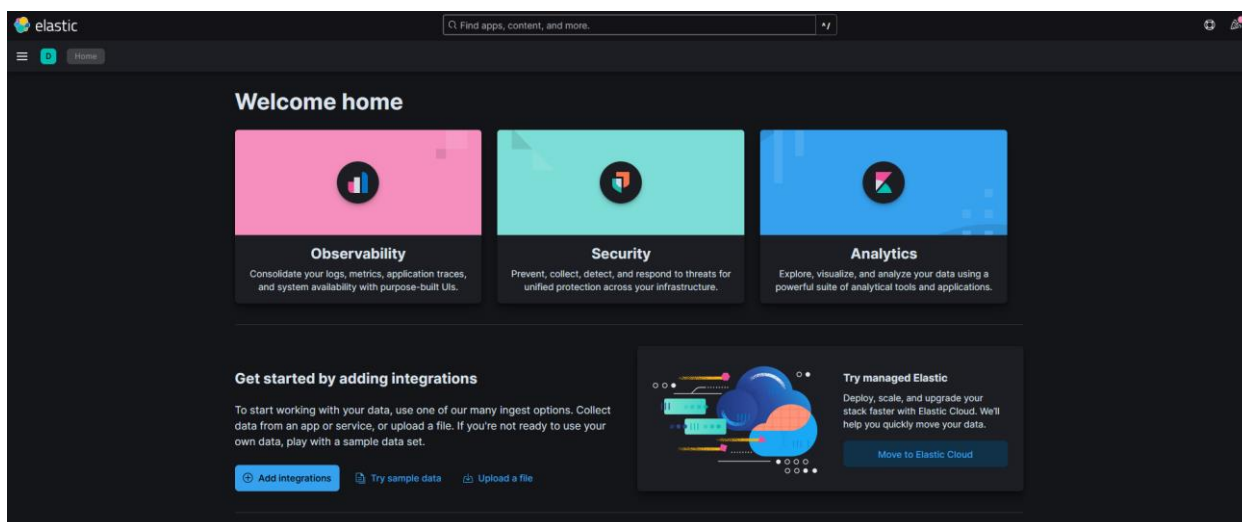 elastic
Find apps, content, and more.
^/
D
Home
Welcome home
Observability
Consolidate your logs, metrics, application traces,
and system availability with purpose-built UIs.
Security
Prevent, collect, detect, and respond to threats for
unified protection across your infrastructure.
Analytics
Explore, visualize, and analyze your data using a
powerful suite of analytical tools and applications.
Get started by adding integrations
To start working with your data, use one of our many ingest options. Collect
data from an app or service, or upload a file. If you're not ready to use your
own data, play with a sample data set.
Add integrations
Try sample data
Upload a file
Try managed Elastic
Deploy, scale, and upgrade your
stack faster with Elastic Cloud. We'll
help you quickly move your data.
Move to Elastic Cloud